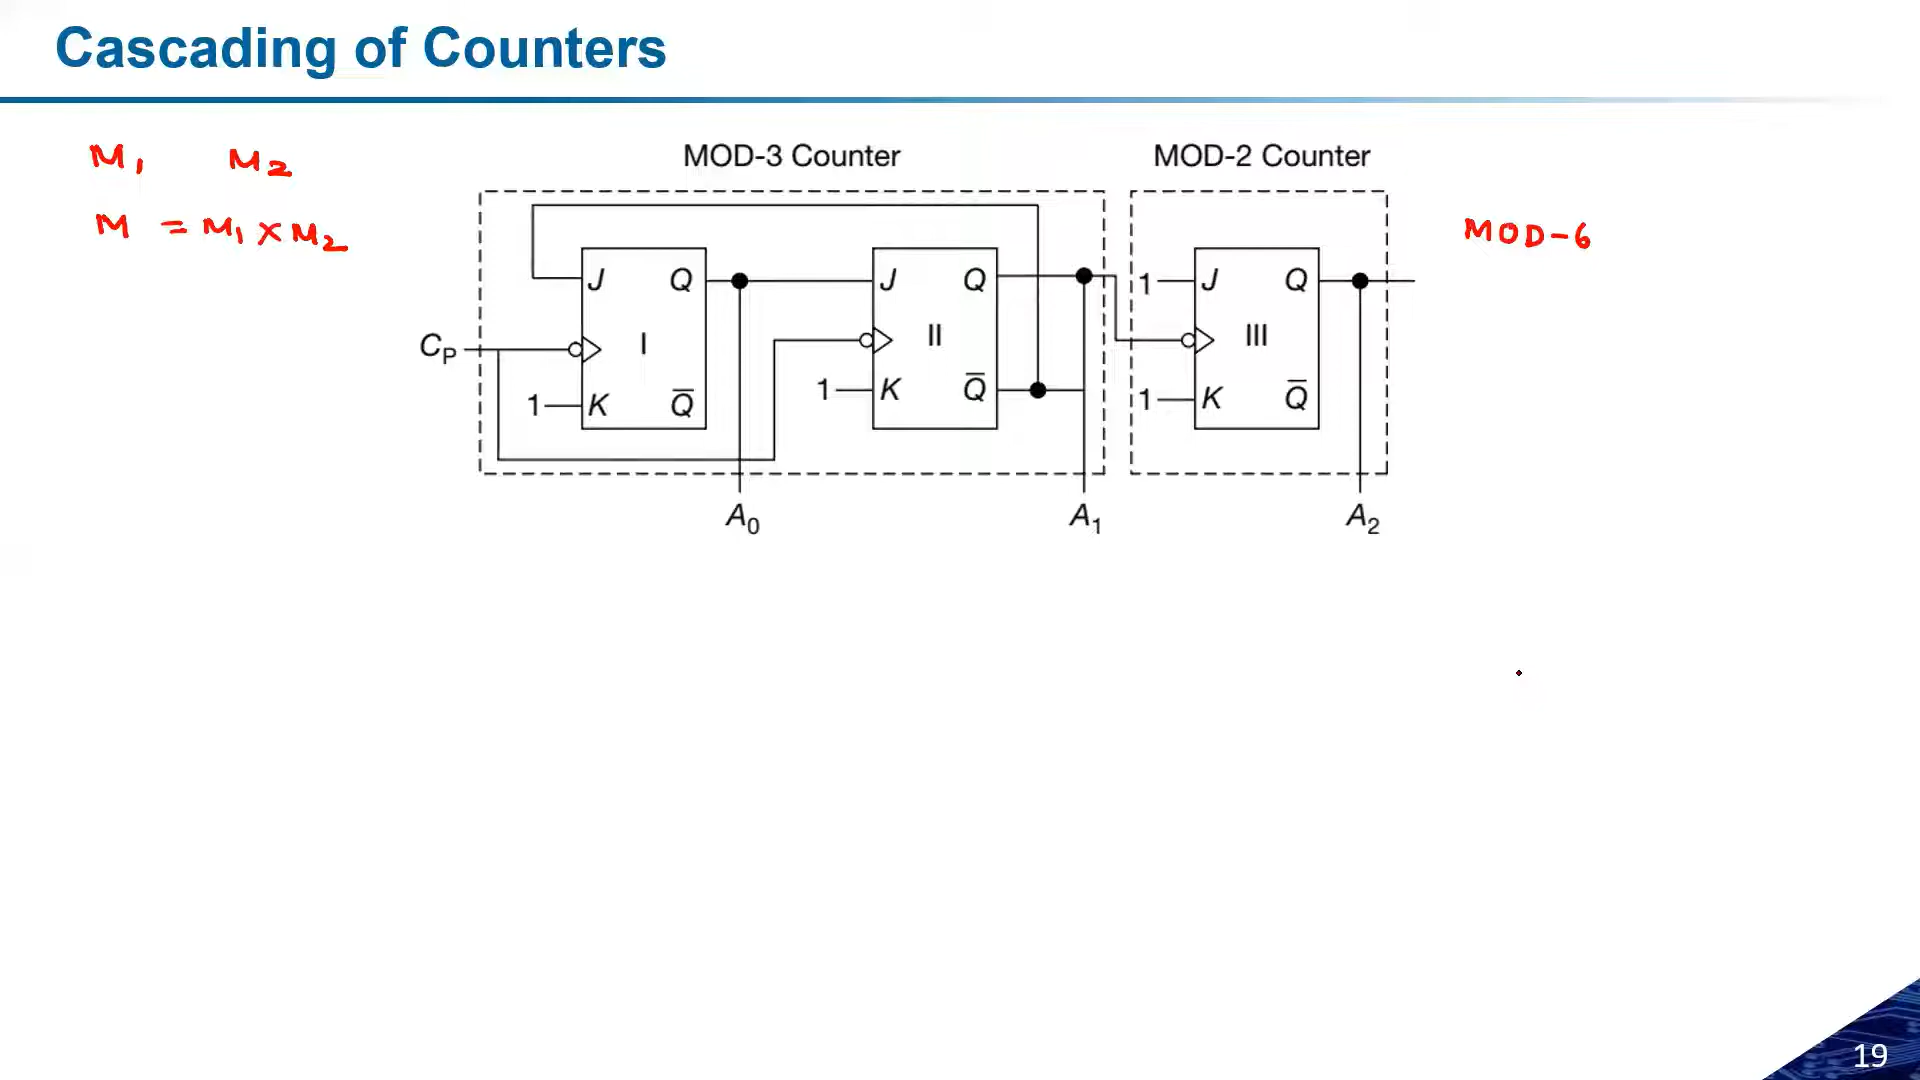 Cascading of Counters
M1 M2
M = M1 × M2
MOD-3 Counter
MOD-2 Counter
MOD-6
J Q
CP
I
1 K Q̅
J Q
II
1 K Q̅
1 J Q
III
1 K Q̅
A0
A1
A2
19